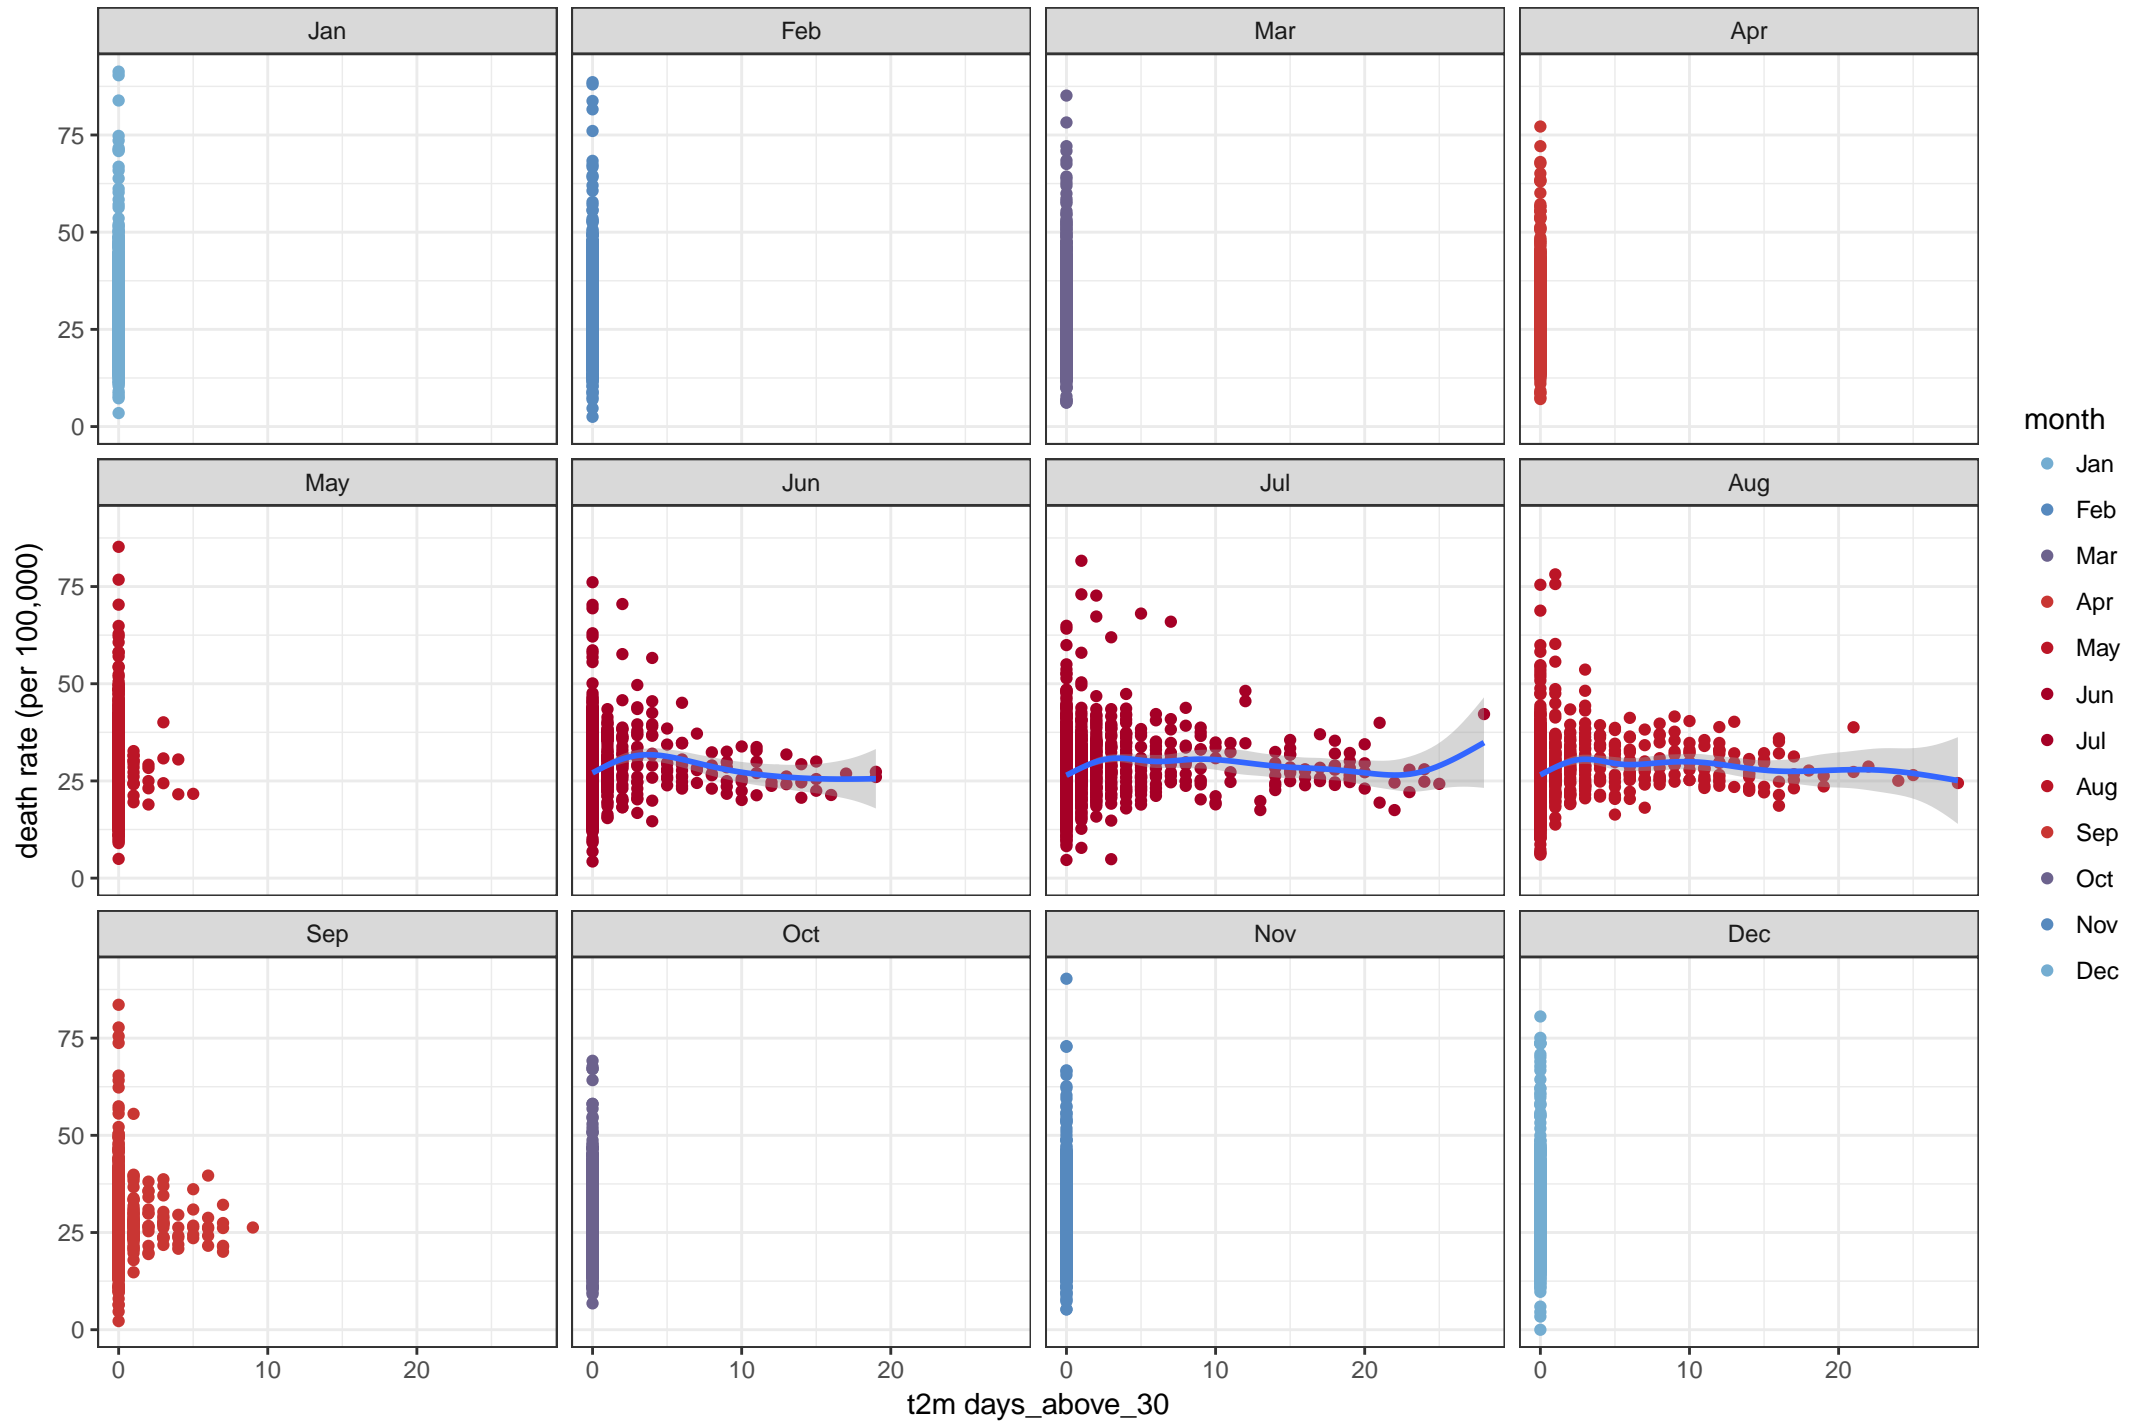 Jan Feb Mar Apr
75
50
25
0
May Jun Jul Aug
75
50
25
0
Sep Oct Nov Dec
75
50
25
0
0 10 20 0 10 20 0 10 20 0 10 20
t2m days_above_30
death rate (per 100,000)
month
Jan
Feb
Mar
Apr
May
Jun
Jul
Aug
Sep
Oct
Nov
Dec